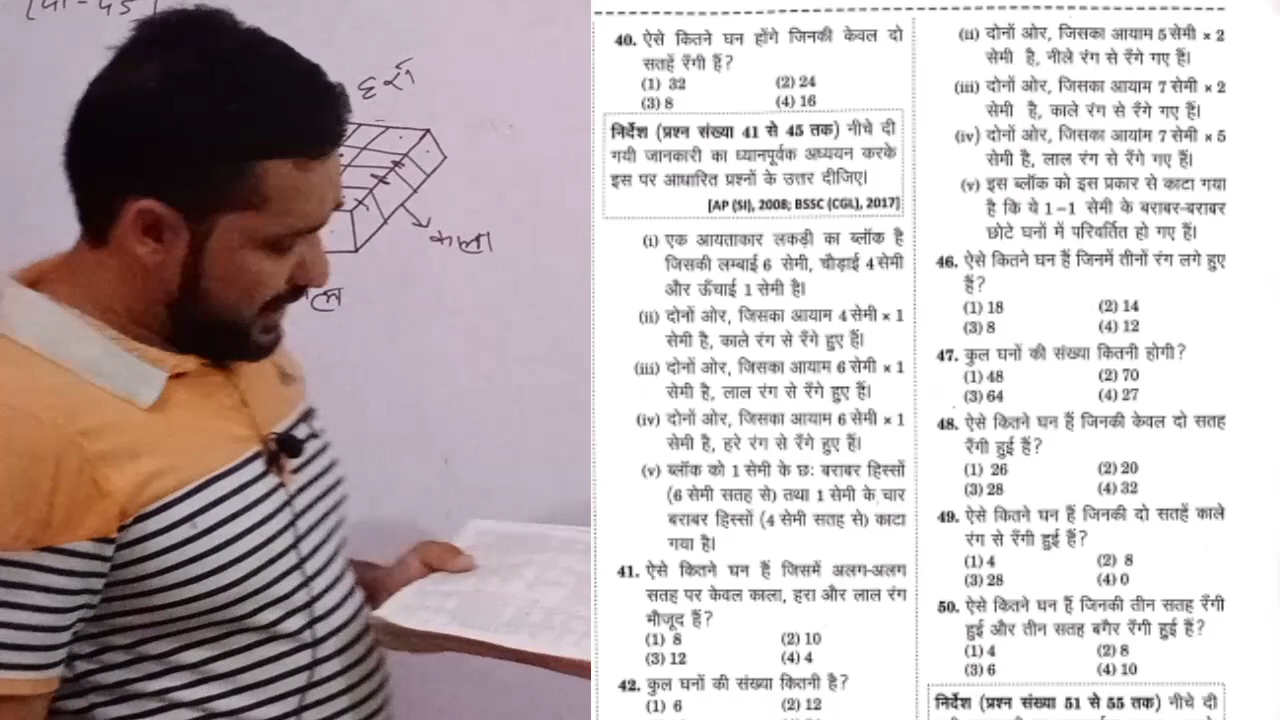 हरा
काला
40. ऐसे कितने घन होंगे जिनकी केवल दो
सतहें रँगी हैं?
(1) 32 (2) 24
(3) 8 (4) 16
निर्देश (प्रश्न संख्या 41 से 45 तक) नीचे दी
गयी जानकारी का ध्यानपूर्वक अध्ययन करके
इस पर आधारित प्रश्नों के उत्तर दीजिए।
[AP (SI), 2008; BSSC (CGL), 2017]
(i) एक आयताकार लकड़ी का ब्लॉक है
जिसकी लम्बाई 6 सेमी, चौड़ाई 4 सेमी
और ऊँचाई 1 सेमी है।
(ii) दोनों ओर, जिसका आयाम 4 सेमी × 1
सेमी है, काले रंग से रँगे हुए हैं।
(iii) दोनों ओर, जिसका आयाम 6 सेमी × 1
सेमी है, लाल रंग से रँगे हुए हैं।
(iv) दोनों ओर, जिसका आयाम 6 सेमी × 1
सेमी है, हरे रंग से रँगे हुए हैं।
(v) ब्लॉक को 1 सेमी के छः बराबर हिस्सों
(6 सेमी सतह से) तथा 1 सेमी के चार
बराबर हिस्सों (4 सेमी सतह से) काटा
गया है।
41. ऐसे कितने घन हैं जिसमें अलग-अलग
सतह पर केवल काला, हरा और लाल रंग
मौजूद हैं?
(1) 8 (2) 10
(3) 12 (4) 4
42. कुल घनों की संख्या कितनी है?
(1) 6 (2) 12
(ii) दोनों ओर, जिसका आयाम 5 सेमी × 2
सेमी है, नीले रंग से रँगे गए हैं।
(iii) दोनों ओर, जिसका आयाम 7 सेमी × 2
सेमी है, काले रंग से रँगे गए हैं।
(iv) दोनों ओर, जिसका आयाम 7 सेमी × 5
सेमी है, लाल रंग से रँगे गए हैं।
(v) इस ब्लॉक को इस प्रकार से काटा गया
है कि ये 1-1 सेमी के बराबर-बराबर
छोटे घनों में परिवर्तित हो गए हैं।
46. ऐसे कितने घन हैं जिनमें तीनों रंग लगे हुए
हैं?
(1) 18 (2) 14
(3) 8 (4) 12
47. कुल घनों की संख्या कितनी होगी?
(1) 48 (2) 70
(3) 64 (4) 27
48. ऐसे कितने घन हैं जिनकी केवल दो सतह
रँगी हुई हैं?
(1) 26 (2) 20
(3) 28 (4) 32
49. ऐसे कितने घन हैं जिनकी दो सतहें काले
रंग से रँगी हुई हैं?
(1) 4 (2) 8
(3) 28 (4) 0
50. ऐसे कितने घन हैं जिनकी तीन सतह रँगी
हुई और तीन सतह बगैर रँगी हुई हैं?
(1) 4 (2) 8
(3) 6 (4) 10
निर्देश (प्रश्न संख्या 51 से 55 तक) नीचे दी